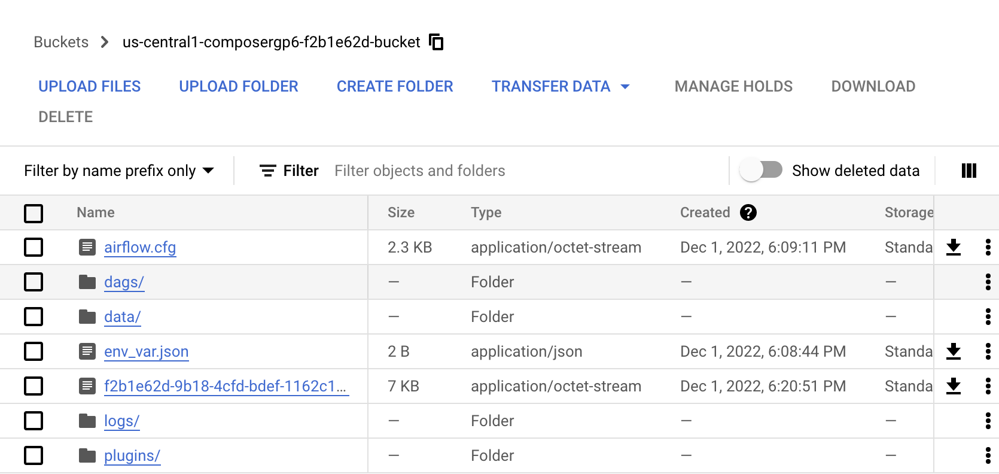 Buckets > us-central1-composergp6-f2b1e62d-bucket
UPLOAD FILES UPLOAD FOLDER CREATE FOLDER TRANSFER DATA MANAGE HOLDS DOWNLOAD
DELETE
Filter by name prefix only Filter Filter objects and folders Show deleted data
Name Size Type Created ? Storage
airflow.cfg 2.3 KB application/octet-stream Dec 1, 2022, 6:09:11 PM Standa
dags/ — Folder — —
data/ — Folder — —
env_var.json 2 B application/json Dec 1, 2022, 6:08:44 PM Standa
f2b1e62d-9b18-4cfd-bdef-1162c1... 7 KB application/octet-stream Dec 1, 2022, 6:20:51 PM Standa
logs/ — Folder — —
plugins/ — Folder — —